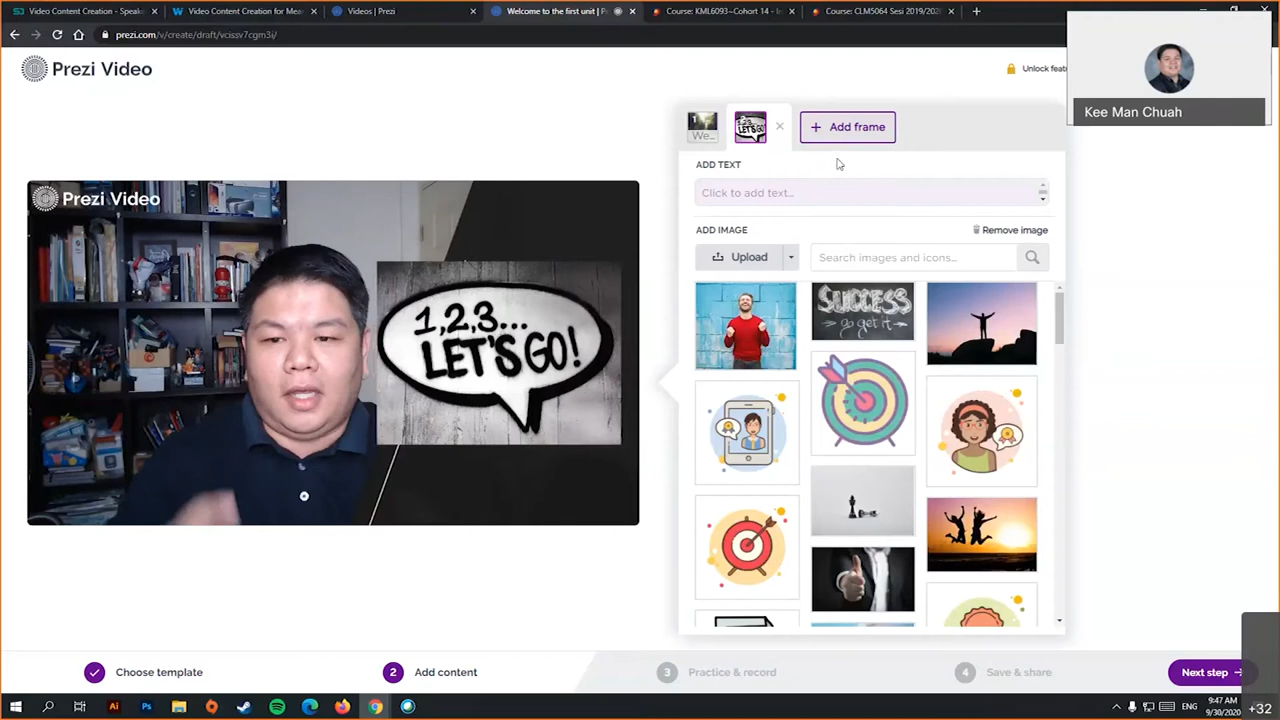 Video Content Creation - Speak
Video Content Creation for Mea
Videos | Prezi
Welcome to the first unit | P
Course: KML6093~Cohort 14 - In
Course: CLM5064 Sesi 2019/202
prezi.com/v/create/draft/vcissv7cgm3i/
Prezi Video
Unlock feat
Kee Man Chuah
We...
+ Add frame
ADD TEXT
Click to add text...
Prezi Video
ADD IMAGE
Remove image
Upload
Search images and icons...
1,2,3...
LET'S GO!
SUCCESS
go get it
Choose template
2 Add content
3 Practice & record
4 Save & share
Next step
ENG
9:47 AM
9/30/2020
+32